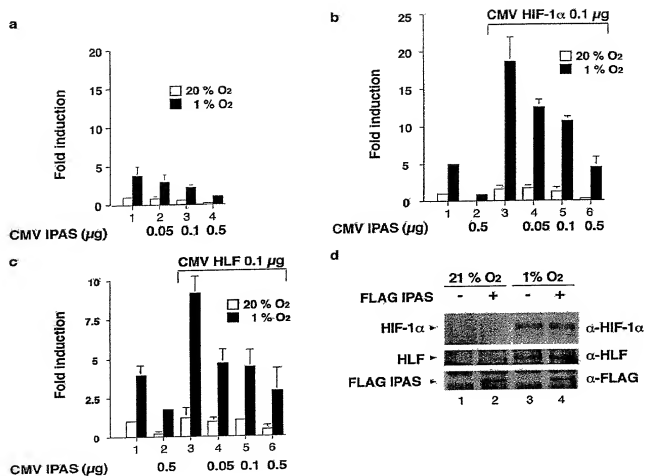 a
20
15
10
5
0
Fold induction
20 % O₂
1 % O₂
1 2 3 4
CMV IPAS (µg) 0.05 0.1 0.5
b
CMV HIF-1α 0.1 µg
25
20
15
10
5
0
Fold induction
20 % O₂
1 % O₂
1 2 3 4 5 6
CMV IPAS (µg) 0.5 0.05 0.1 0.5
c
CMV HLF 0.1 µg
10
7.5
5
2.5
0
Fold induction
20 % O₂
1 % O₂
1 2 3 4 5 6
CMV IPAS (µg) 0.5 0.05 0.1 0.5
d
21 % O₂ 1% O₂
FLAG IPAS - + - +
HIF-1α α-HIF-1α
HLF α-HLF
FLAG IPAS α-FLAG
1 2 3 4